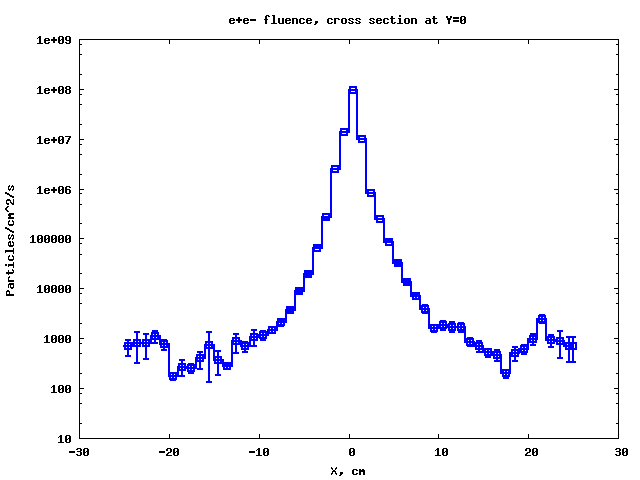 e+e- fluence, cross section at Y=0
1e+09
1e+08
1e+07
1e+06
100000
10000
1000
100
10
Particles/cm^2/s
-30 -20 -10 0 10 20 30
X, cm